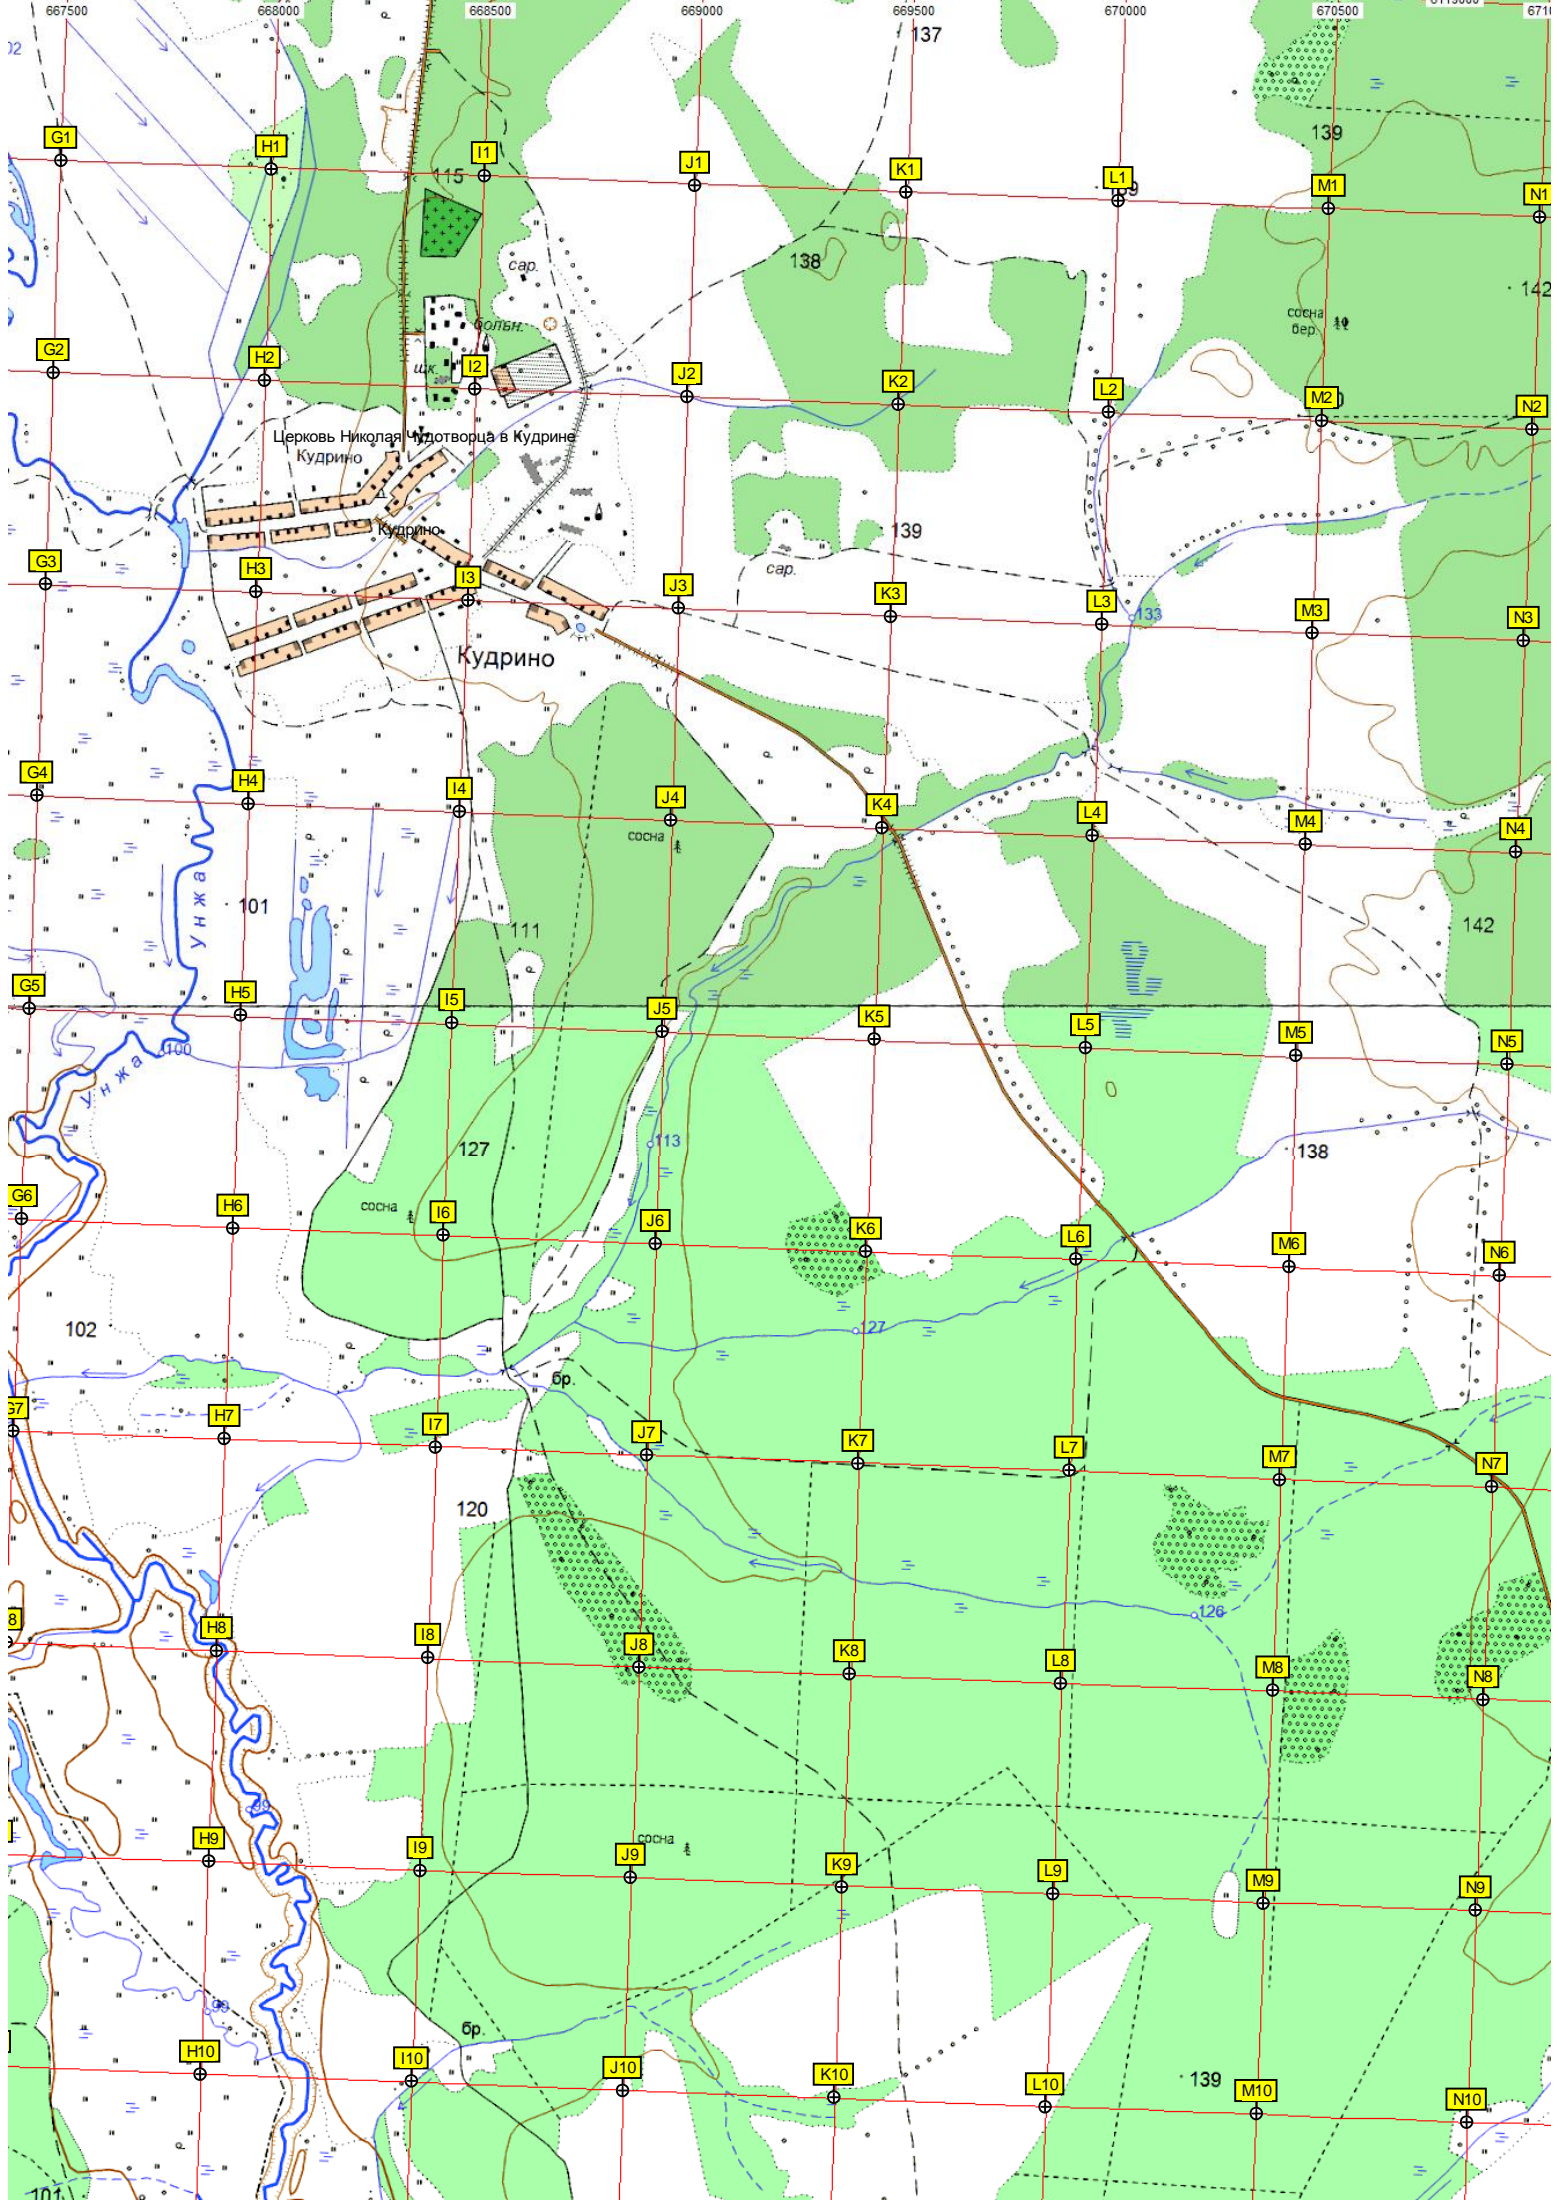 667500 668000 668500 669000 669500 670000 670500
137
139
G1 H1 I1 J1 K1 L1 M1 N1
115
сар.
138
142
сосна
бер.
больн.
шк.
G2 H2 I2 J2 K2 L2 M2 N2
Церковь Николая Чудотворца в Кудрине
Кудрино
Кудрино
139
сар.
G3 H3 I3 J3 K3 L3 M3 N3
133
Кудрино
G4 H4 I4 J4 K4 L4 M4 N4
сосна
Унжа
101
111
142
G5 H5 I5 J5 K5 L5 M5 N5
100
Унжа
113
127
138
сосна
G6 H6 I6 J6 K6 L6 M6 N6
102
127
бр.
G7 H7 I7 J7 K7 L7 M7 N7
120
126
8 H8 I8 J8 K8 L8 M8 N8
99
сосна
H9 I9 J9 K9 L9 M9 N9
99
бр.
H10 I10 J10 K10 L10 M10 N10
139
101